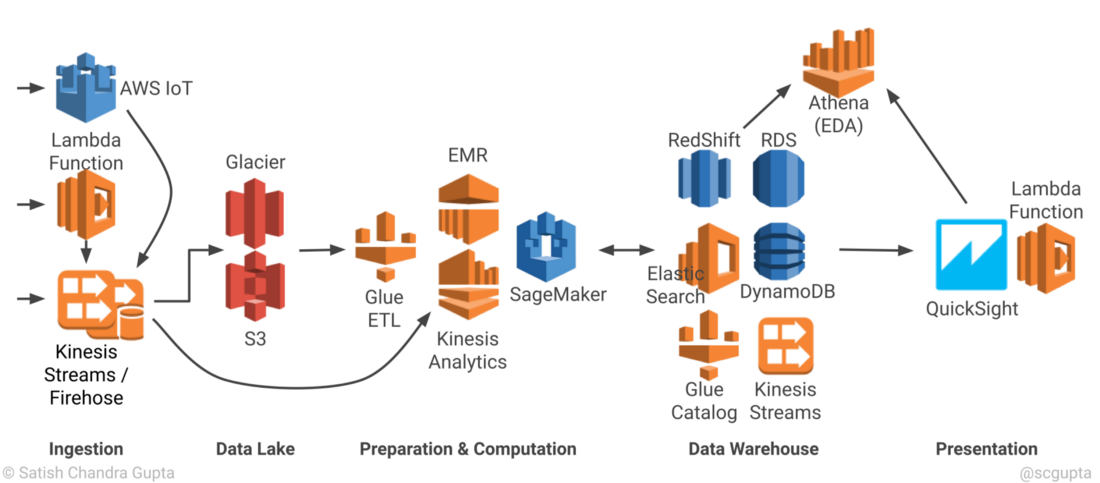 AWS IoT
Lambda
Function
Kinesis
Streams /
Firehose
Glacier
S3
EMR
Glue
ETL
Kinesis
Analytics
SageMaker
Athena
(EDA)
RedShift
RDS
Elastic
Search
DynamoDB
Glue
Catalog
Kinesis
Streams
Lambda
Function
QuickSight
Ingestion
Data Lake
Preparation & Computation
Data Warehouse
Presentation
© Satish Chandra Gupta
@scgupta